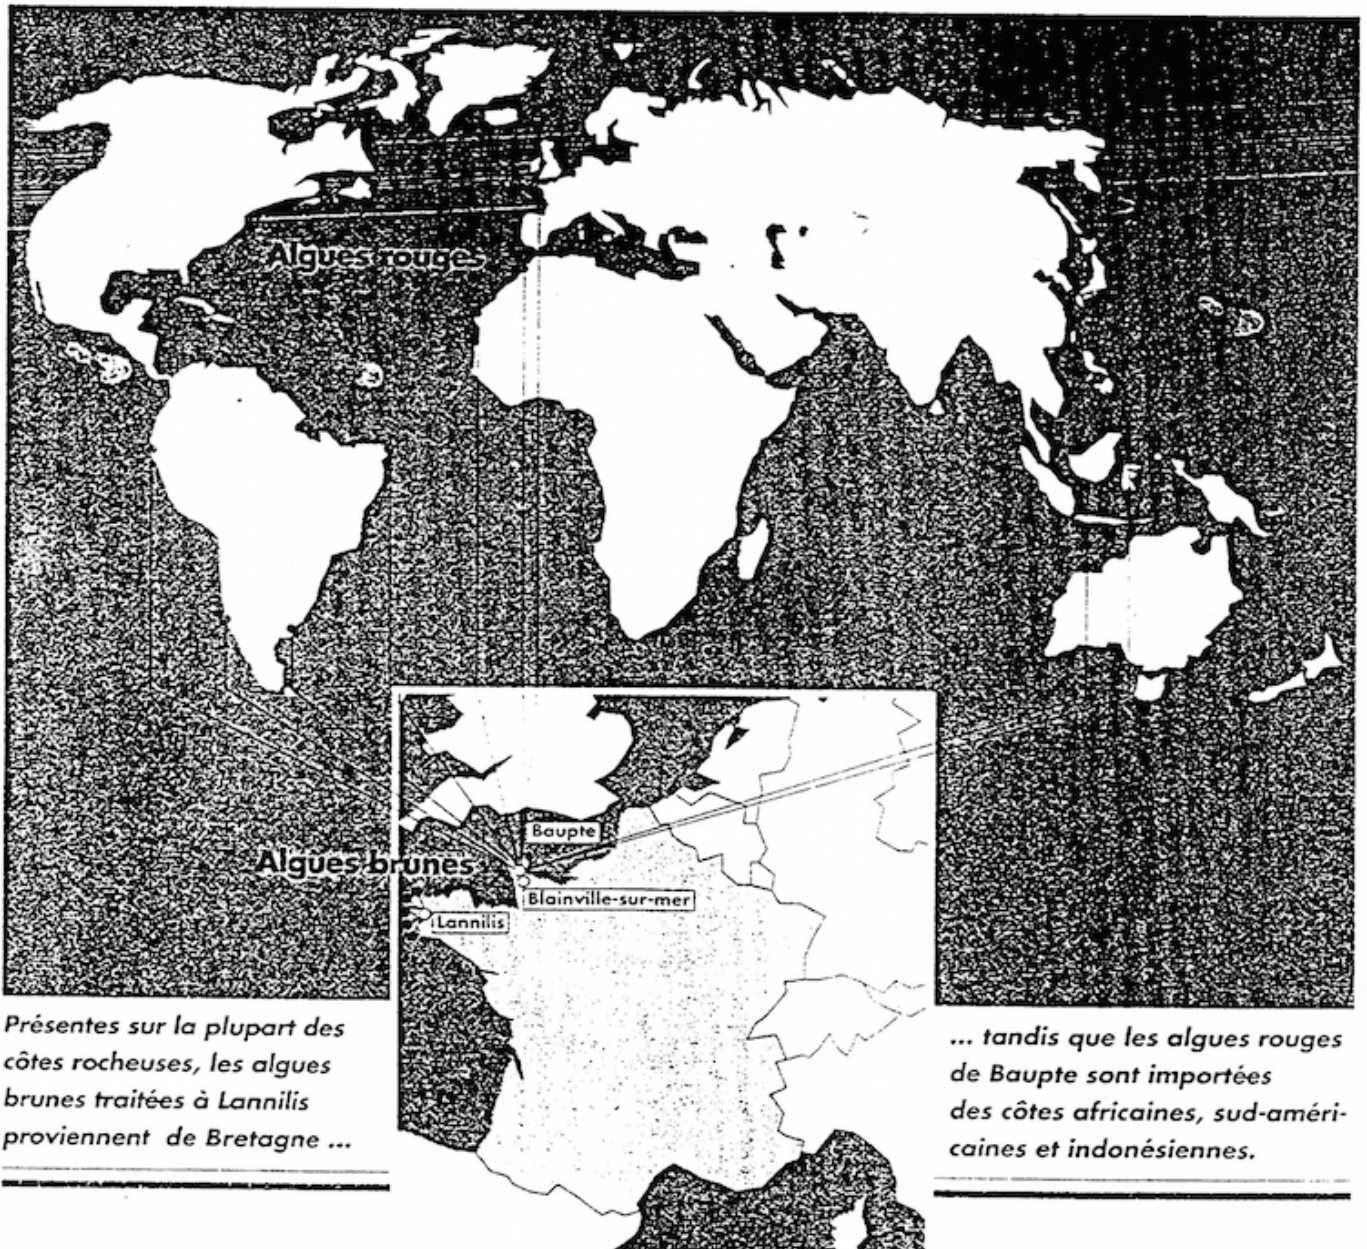 Algues rouges
Baupte
Algues brunes
Blainville-sur-mer
Lannilis
Présentes sur la plupart des
côtes rocheuses, les algues
brunes traitées à Lannilis
proviennent de Bretagne ...
... tandis que les algues rouges
de Baupte sont importées
des côtes africaines, sud-améri-
caines et indonésiennes.